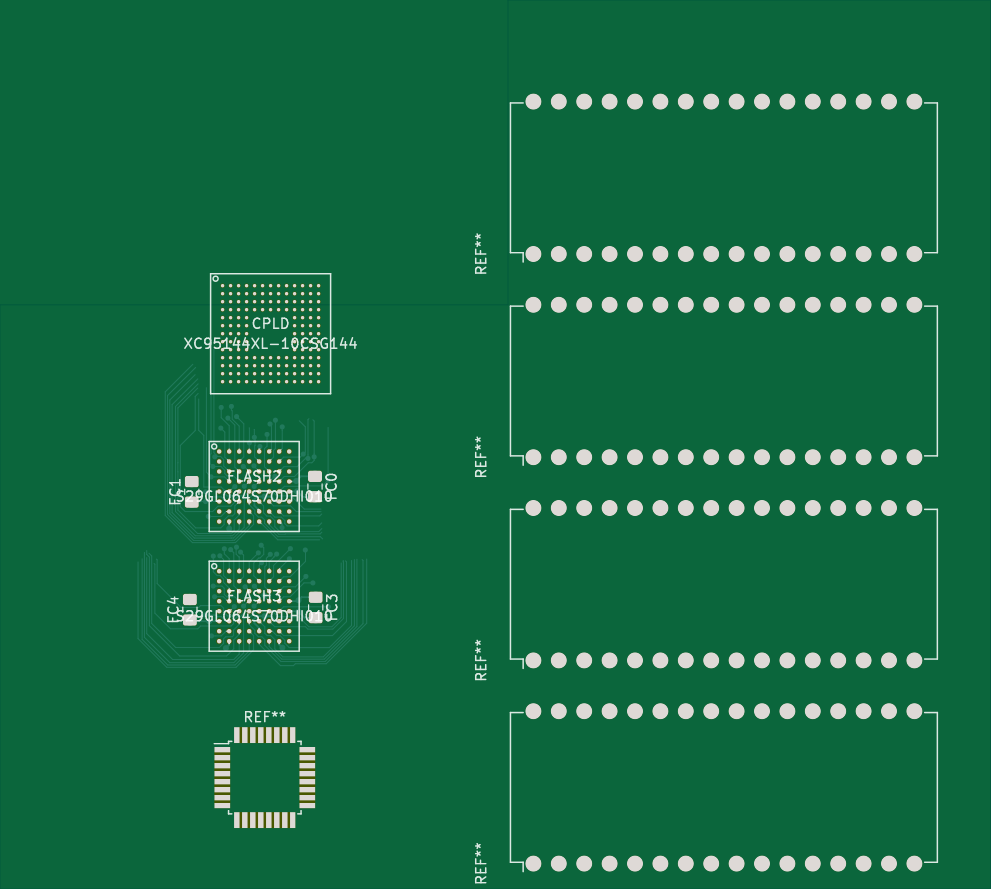 REF**
CPLD
XC95144XL-10CSG144
REF**
FLASH2
FC1
S29GL064S70DHI010
FC0
FLASH3
FC4
S29GL064S70DHI010
FC3
REF**
REF**
REF**